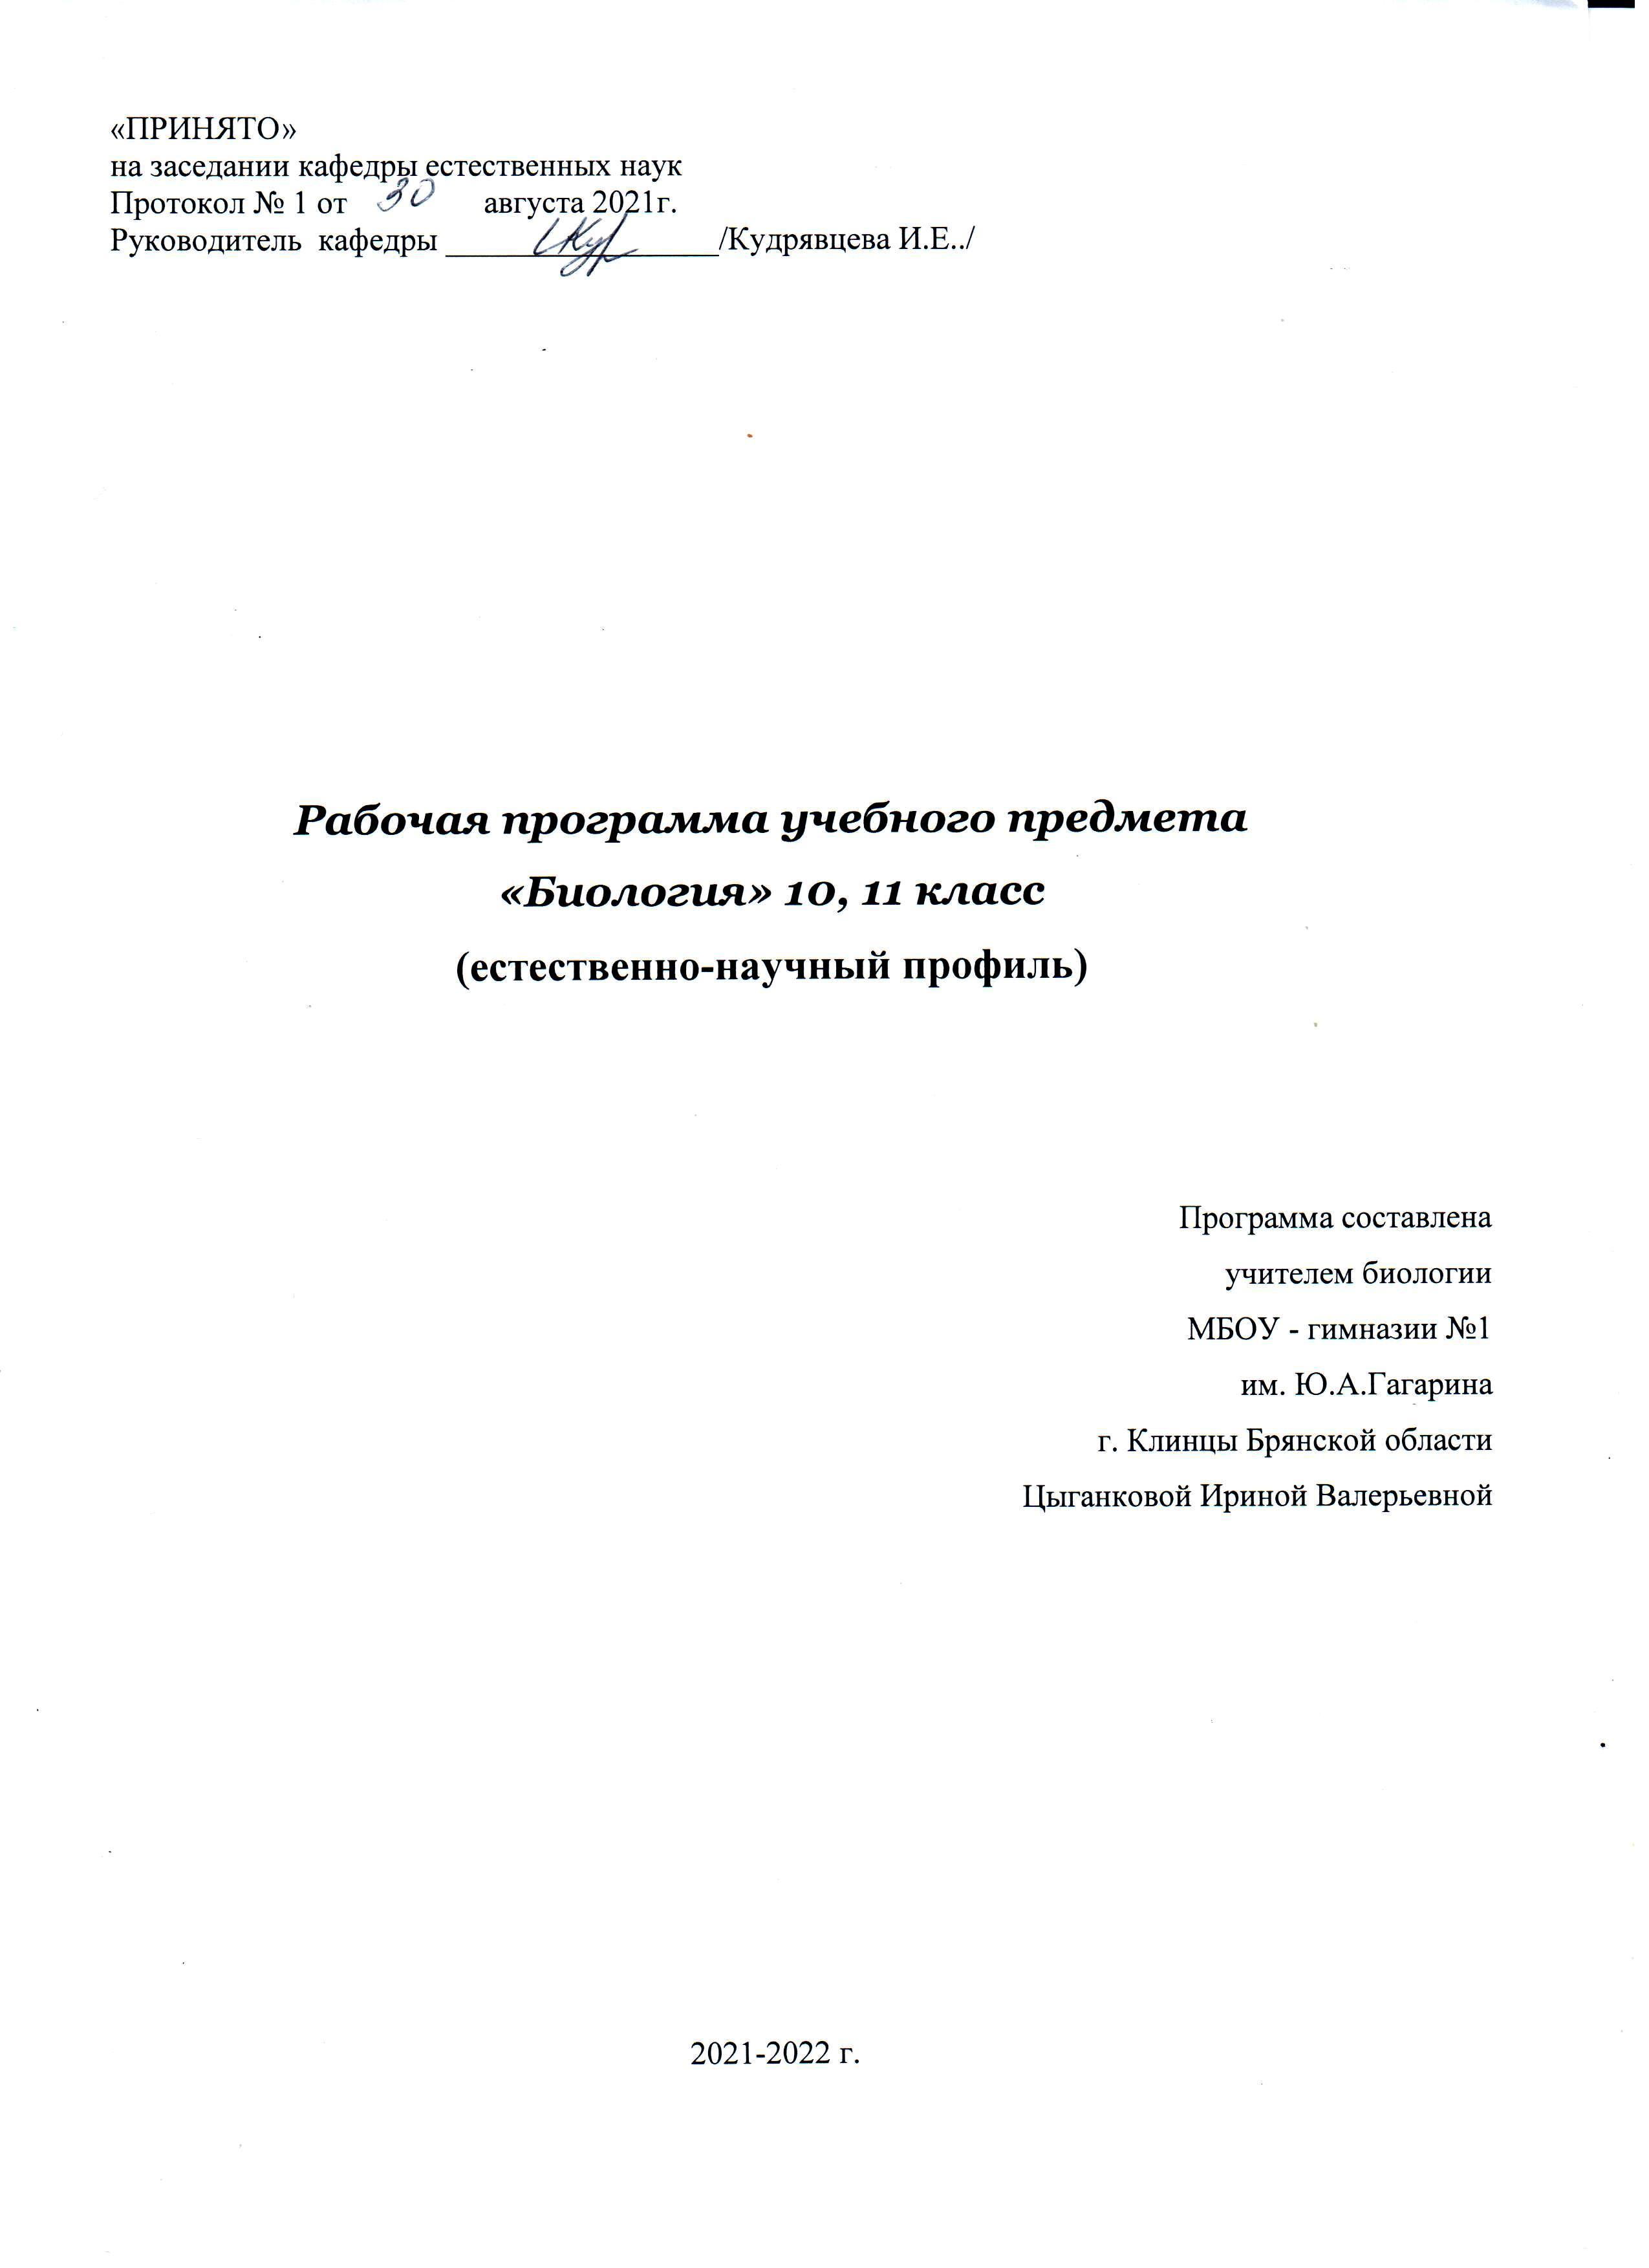 «ПРИНЯТО»
на заседании кафедры естественных наук
Протокол № 1 от 30 августа 2021г.
Руководитель кафедры _________________/Кудрявцева И.Е../
Рабочая программа учебного предмета
«Биология» 10, 11 класс
(естественно-научный профиль)
Программа составлена
учителем биологии
МБОУ - гимназии №1
им. Ю.А.Гагарина
г. Клинцы Брянской области
Цыганковой Ириной Валерьевной
2021-2022 г.